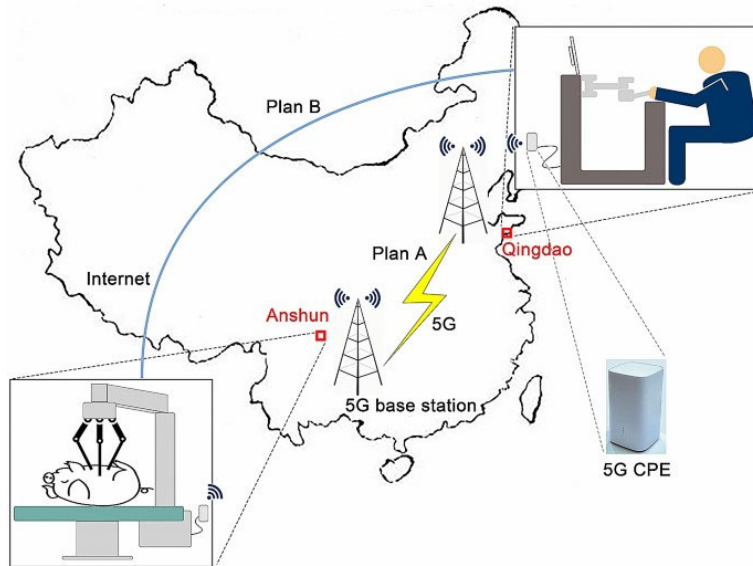 Plan B
Internet
Plan A
Qingdao
Anshun
5G
5G base station
5G CPE